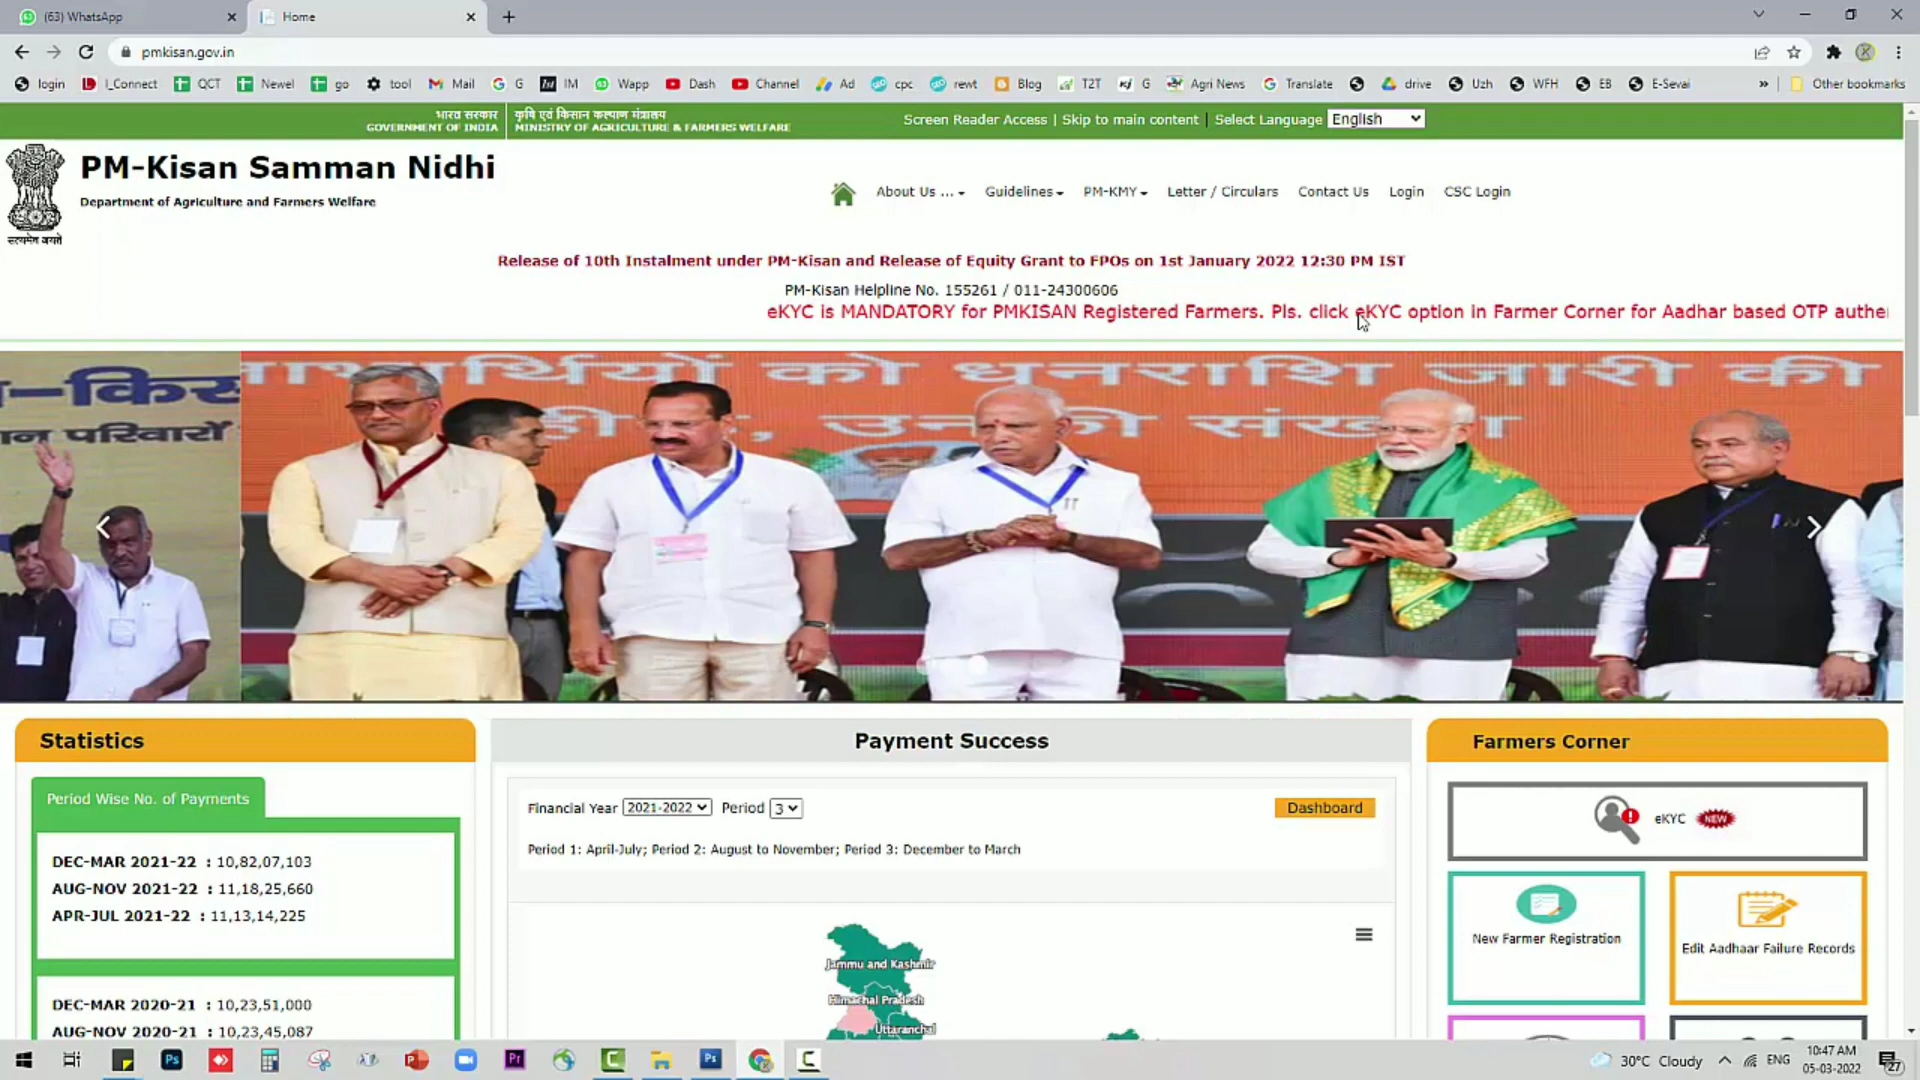 (63) WhatsApp
Home
pmkisan.gov.in
login I_Connect QCT Newel go tool Mail G IM Wapp Dash Channel Ad cpc rewt Blog T2T G Agri News Translate drive Uzh WFH EB E-Sevai » Other bookmarks
भारत सरकार
GOVERNMENT OF INDIA
कृषि एवं किसान कल्याण मंत्रालय
MINISTRY OF AGRICULTURE & FARMERS WELFARE
Screen Reader Access | Skip to main content | Select Language English
PM-Kisan Samman Nidhi
Department of Agriculture and Farmers Welfare
सत्यमेव जयते
About Us ... Guidelines PM-KMY Letter / Circulars Contact Us Login CSC Login
Release of 10th Instalment under PM-Kisan and Release of Equity Grant to FPOs on 1st January 2022 12:30 PM IST
PM-Kisan Helpline No. 155261 / 011-24300606
eKYC is MANDATORY for PMKISAN Registered Farmers. Pls. click eKYC option in Farmer Corner for Aadhar based OTP authe
को धनराशि जारी की
परिवारों
Statistics
Period Wise No. of Payments
DEC-MAR 2021-22 : 10,82,07,103
AUG-NOV 2021-22 : 11,18,25,660
APR-JUL 2021-22 : 11,13,14,225
DEC-MAR 2020-21 : 10,23,51,000
AUG-NOV 2020-21 : 10,23,45,087
Payment Success
Financial Year 2021-2022 Period 3 Dashboard
Period 1: April-July; Period 2: August to November; Period 3: December to March
Jammu and Kashmir
Himachal Pradesh
Uttaranchal
Farmers Corner
eKYC NEW
New Farmer Registration
Edit Aadhaar Failure Records
30°C Cloudy ENG 10:47 AM
05-03-2022
27